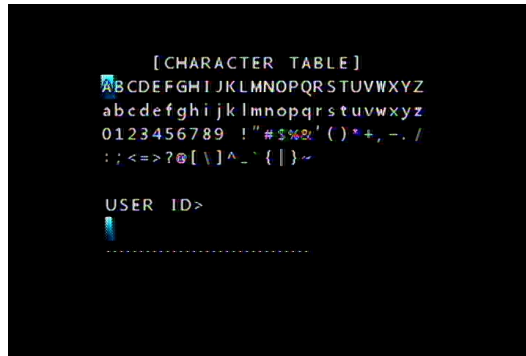 [CHARACTER TABLE]
ABCDEFGHIJKLMNOPQRSTUVWXYZ
abcdefghijklmnopqrstuvwxyz
0123456789 !"#$%&'()*+,-./
:;<=>?@[\]^_`{|}~
USER ID>